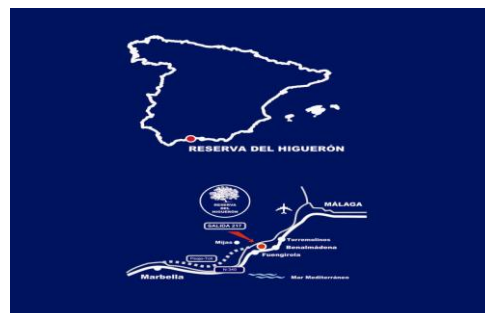 RESERVA DEL HIGUERÓN
RESERVA
DEL
HIGUERÓN
MÁLAGA
SALIDA 217
Mijas
Torremolinos
Benalmádena
Fuengirola
N-340
Marbella
Mar Mediterráneo